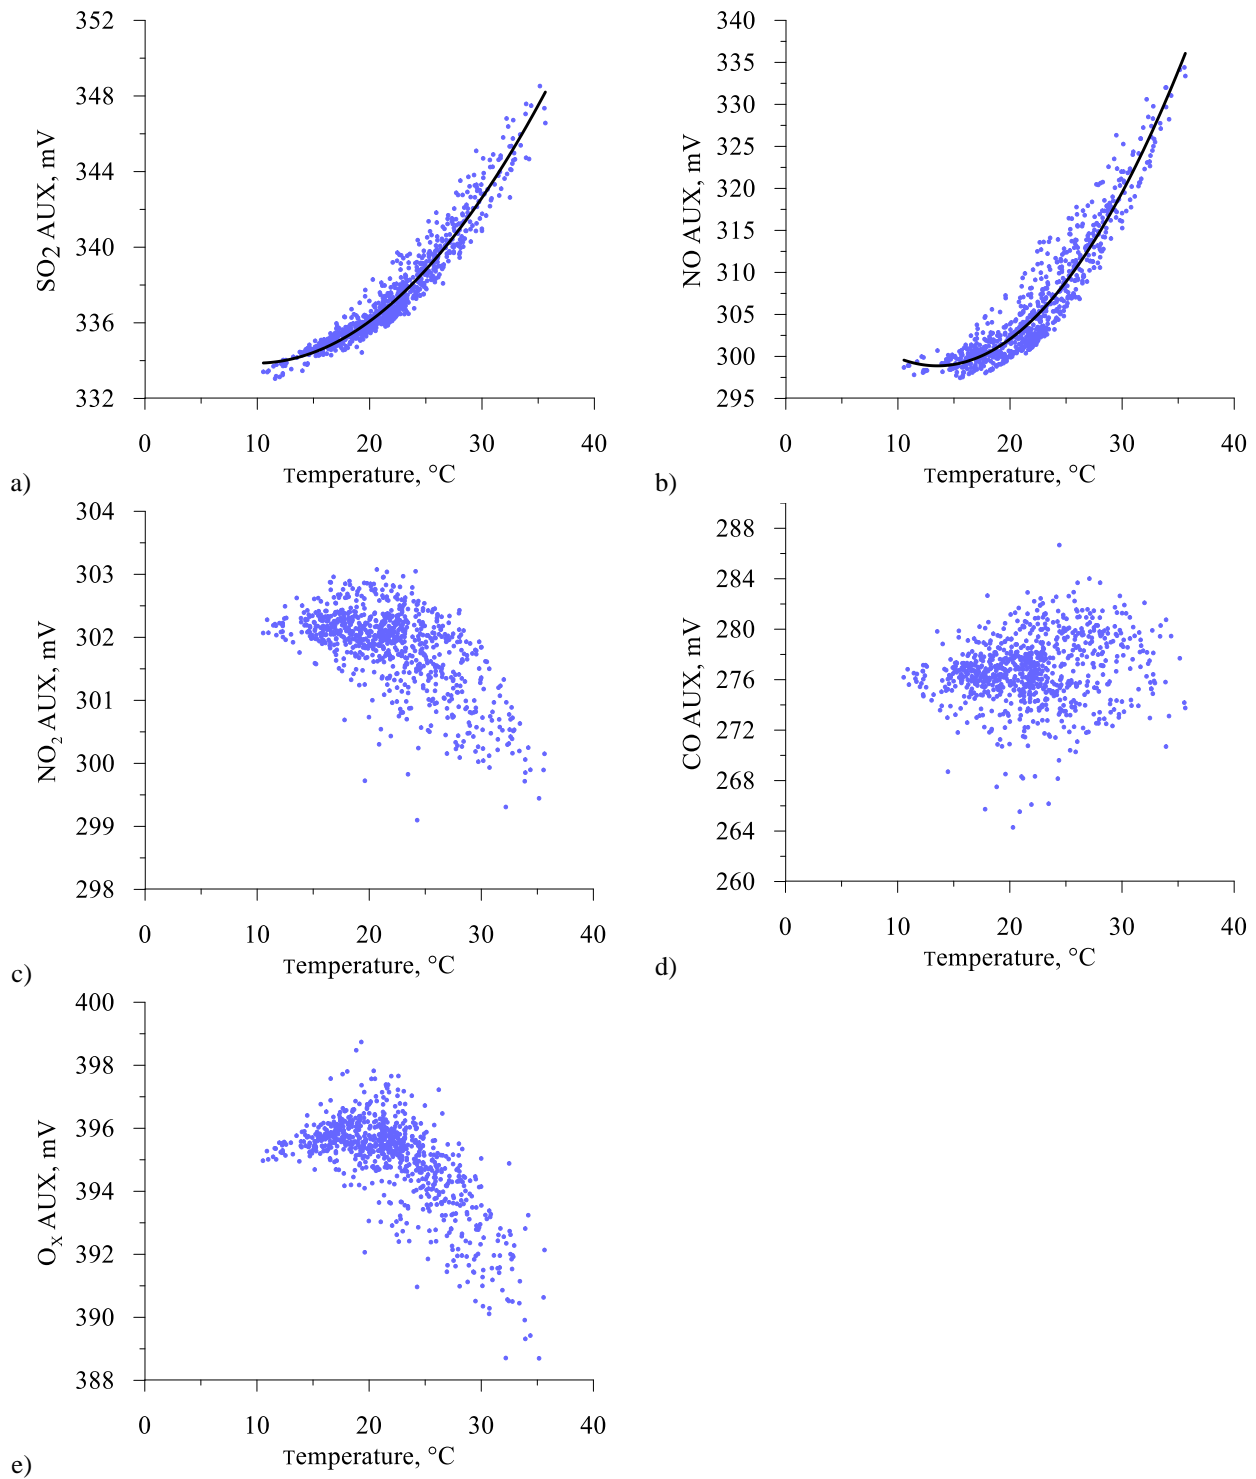 352
348
344
340
336
332
SO2 AUX, mV
0 10 20 30 40
Temperature, °C
a)
340
335
330
325
320
315
310
305
300
295
NO AUX, mV
0 10 20 30 40
Temperature, °C
b)
304
303
302
301
300
299
298
NO2 AUX, mV
0 10 20 30 40
Temperature, °C
c)
288
284
280
276
272
268
264
260
CO AUX, mV
0 10 20 30 40
Temperature, °C
d)
400
398
396
394
392
390
388
OX AUX, mV
0 10 20 30 40
Temperature, °C
e)